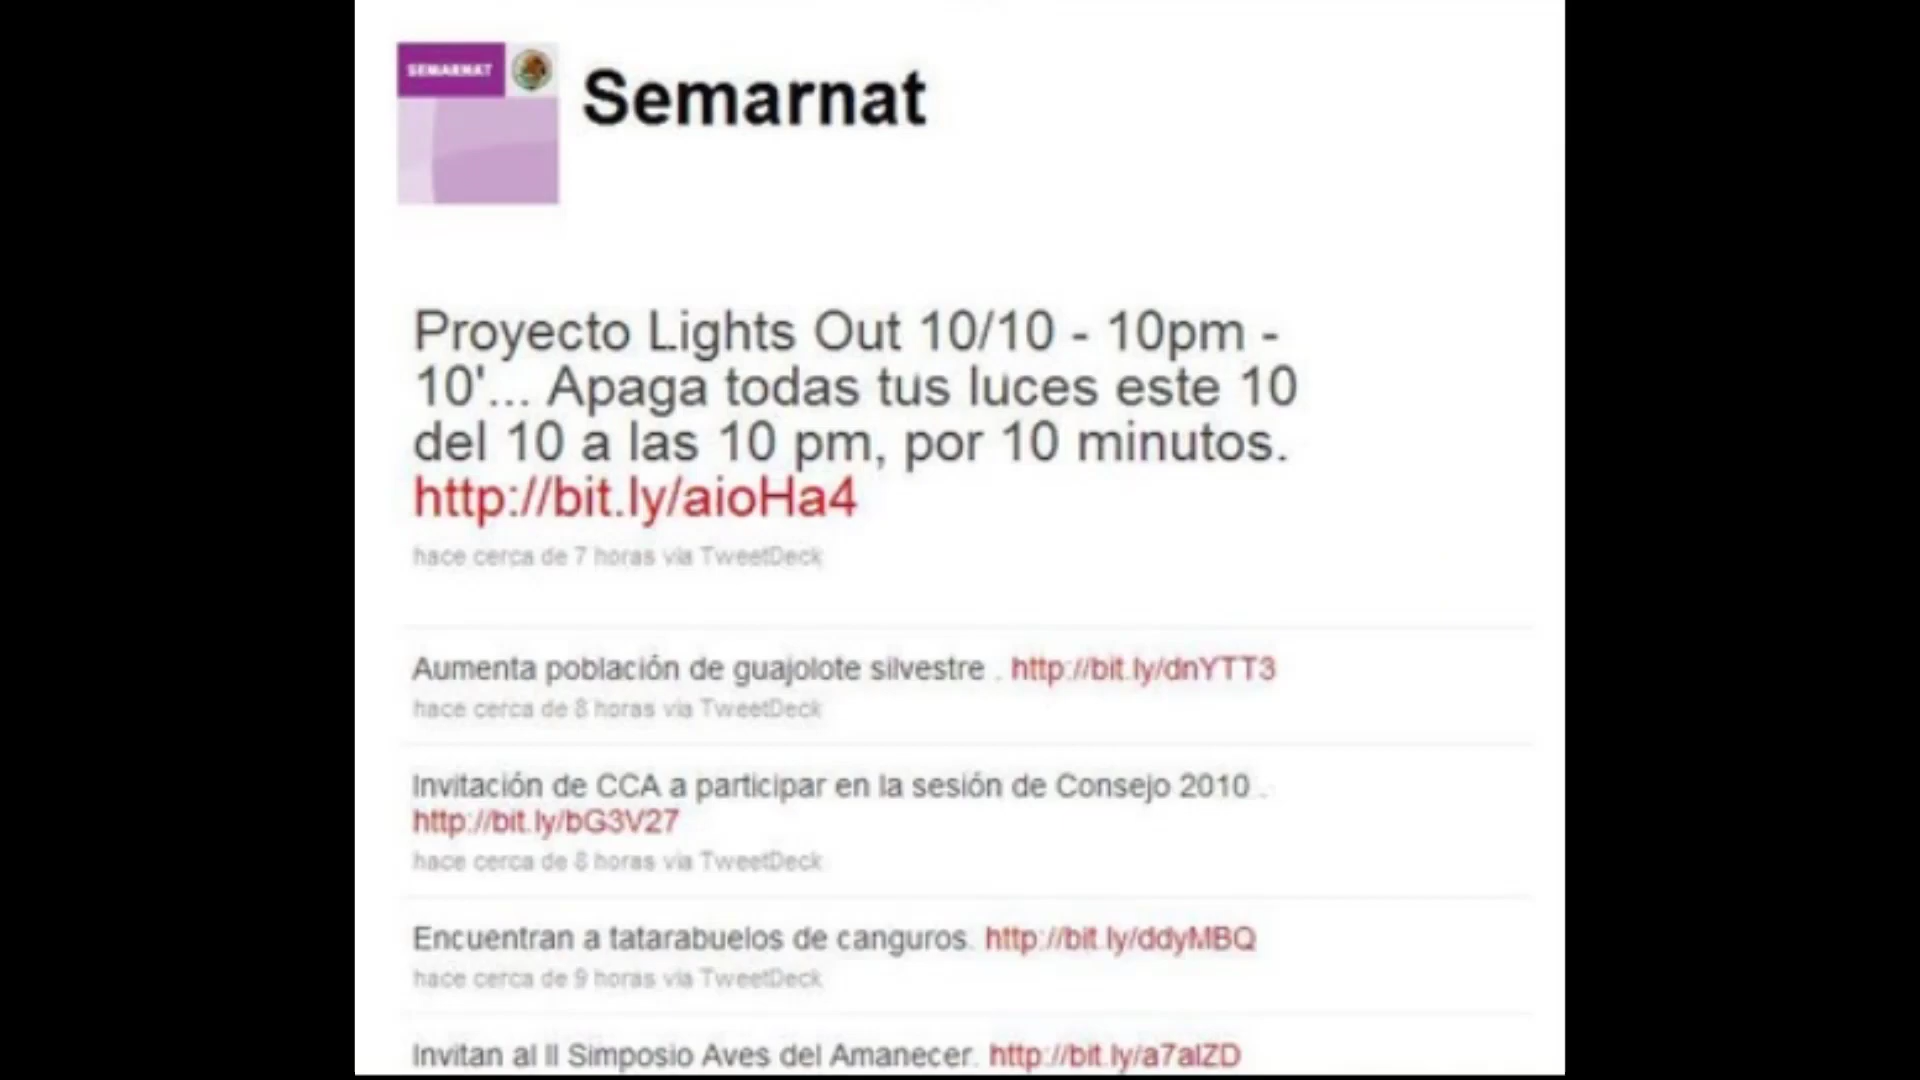 SEMARNAT
Semarnat
Proyecto Lights Out 10/10 - 10pm -
10'... Apaga todas tus luces este 10
del 10 a las 10 pm, por 10 minutos.
http://bit.ly/aioHa4
hace cerca de 7 horas vía TweetDeck
Aumenta población de guajolote silvestre . http://bit.ly/dnYTT3
hace cerca de 8 horas vía TweetDeck
Invitación de CCA a participar en la sesión de Consejo 2010 .
http://bit.ly/bG3V27
hace cerca de 8 horas vía TweetDeck
Encuentran a tatarabuelos de canguros. http://bit.ly/ddyMBQ
hace cerca de 9 horas vía TweetDeck
Invitan al II Simposio Aves del Amanecer. http://bit.ly/a7alZD